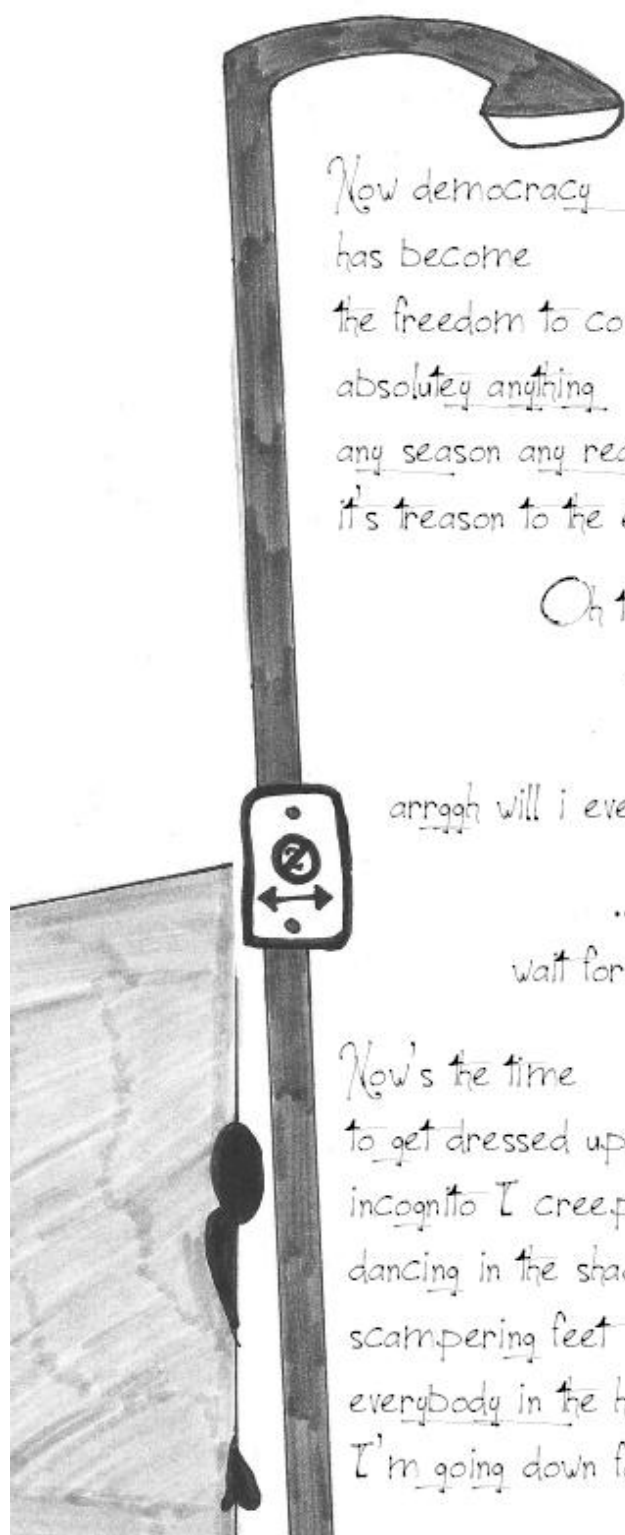 Now democracy
has become
the freedom to co
absolutey anything
any season any rea
it's treason to the e
Oh t
Z
arrggh will i eve
..
wait for
Now's the time
to get dressed up
incognito I creep
dancing in the sha
scampering feet
everybody in the h
I'm going down f